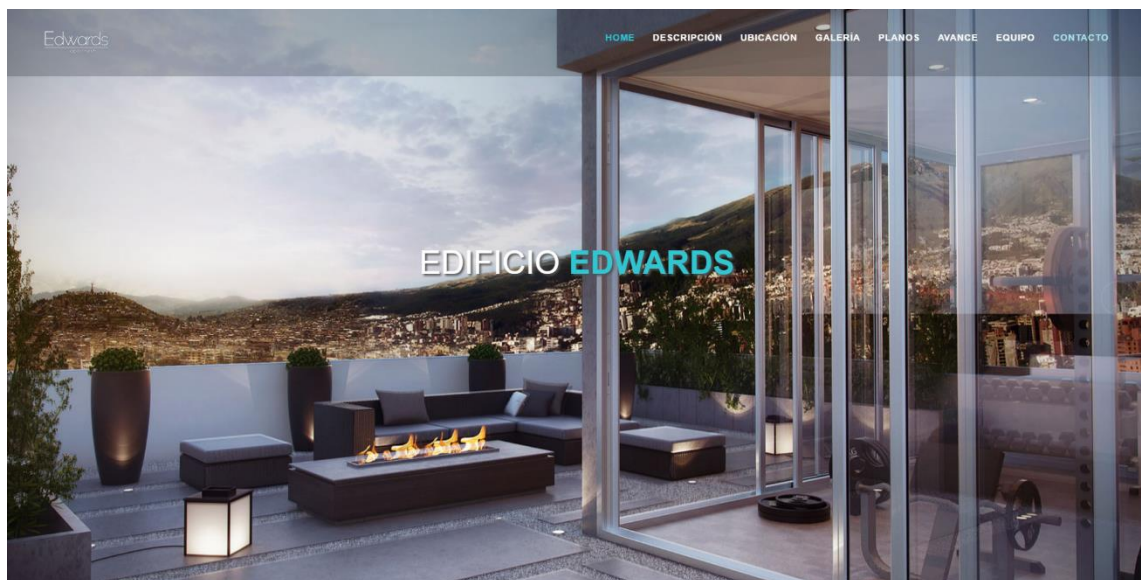 Edwards
HOME DESCRIPCIÓN UBICACIÓN GALERÍA PLANOS AVANCE EQUIPO CONTACTO
EDIFICIO EDWARDS